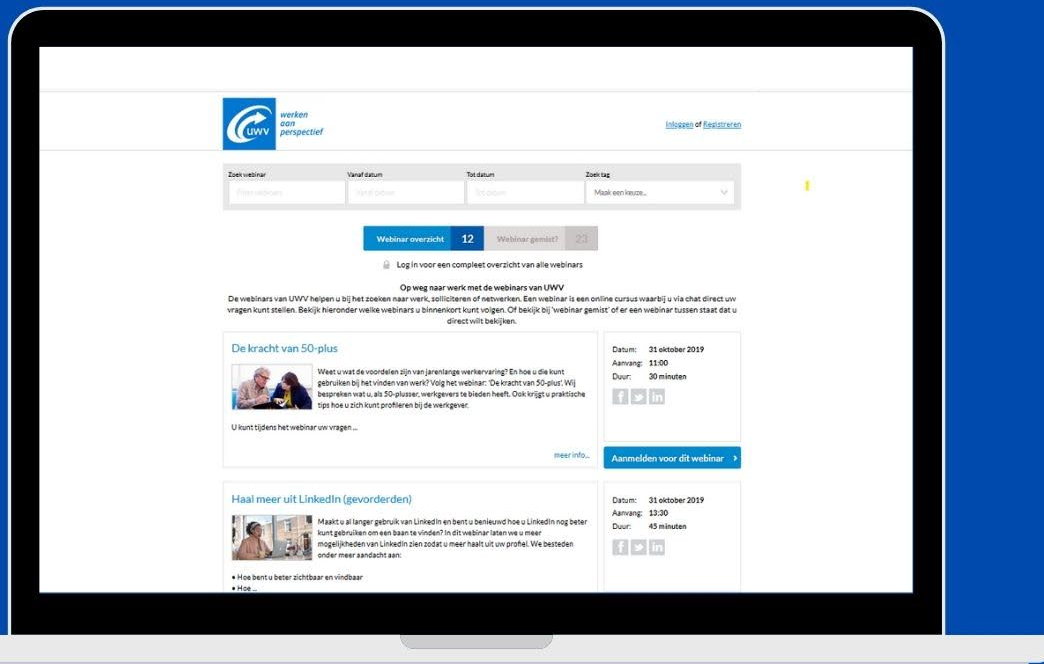 werken
aan
perspectief
UWV
Inloggen of Registreren
Zoek webinar
Vanaf datum
Tot datum
Zoek tag
Vanaf datum
Tot datum
Maak een keuze...
Webinar overzicht 12 Webinar gemist? 23
Log in voor een compleet overzicht van alle webinars
Op weg naar werk met de webinars van UWV
De webinars van UWV helpen u bij het zoeken naar werk, solliciteren of netwerken. Een webinar is een online cursus waarbij u via chat direct uw
vragen kunt stellen. Bekijk hieronder welke webinars u binnenkort kunt volgen. Of bekijk bij 'webinar gemist' of er een webinar tussen staat dat u
direct wilt bekijken.
De kracht van 50-plus
Weet u wat de voordelen zijn van jarenlange werkervaring? En hoe u die kunt
gebruiken bij het vinden van werk? Volg het webinar: 'De kracht van 50-plus'. Wij
bespreken wat u, als 50-plusser, werkgevers te bieden heeft. Ook krijgt u praktische
tips hoe u zich kunt profileren bij de werkgever.
U kunt tijdens het webinar uw vragen ...
meer info...
Datum: 31 oktober 2019
Aanvang: 11:00
Duur: 30 minuten
f in
Aanmelden voor dit webinar
Haal meer uit LinkedIn (gevorderden)
Maakt u al langer gebruik van LinkedIn en bent u benieuwd hoe u LinkedIn nog beter
kunt gebruiken om een baan te vinden? In dit webinar laten we u meer
mogelijkheden van LinkedIn zien zodat u meer haalt uit uw profiel. We besteden
onder meer aandacht aan:
• Hoe bent u beter zichtbaar en vindbaar
• Hoe ...
Datum: 31 oktober 2019
Aanvang: 13:30
Duur: 45 minuten
f in